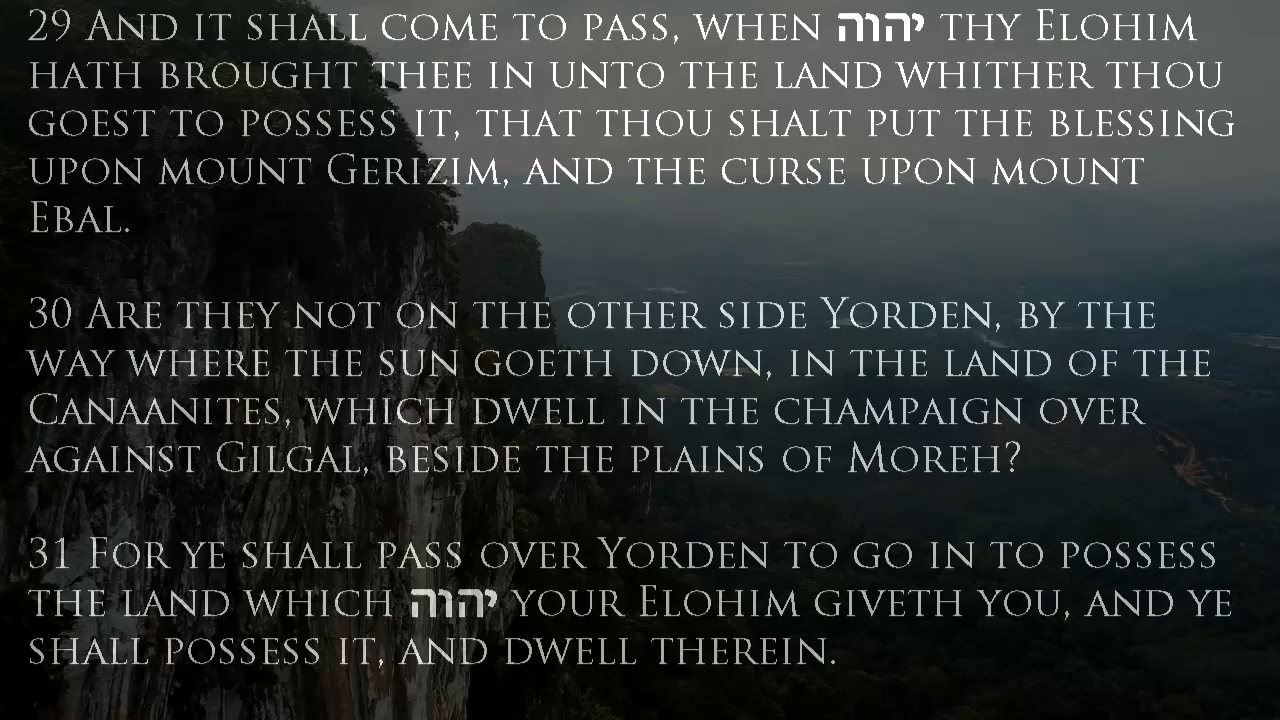 29 And it shall come to pass, when יהוה thy Elohim
hath brought thee in unto the land whither thou
goest to possess it, that thou shalt put the blessing
upon mount Gerizim, and the curse upon mount
Ebal.
30 Are they not on the other side Yorden, by the
way where the sun goeth down, in the land of the
Canaanites, which dwell in the champaign over
against Gilgal, beside the plains of Moreh?
31 For ye shall pass over Yorden to go in to possess
the land which יהוה your Elohim giveth you, and ye
shall possess it, and dwell therein.